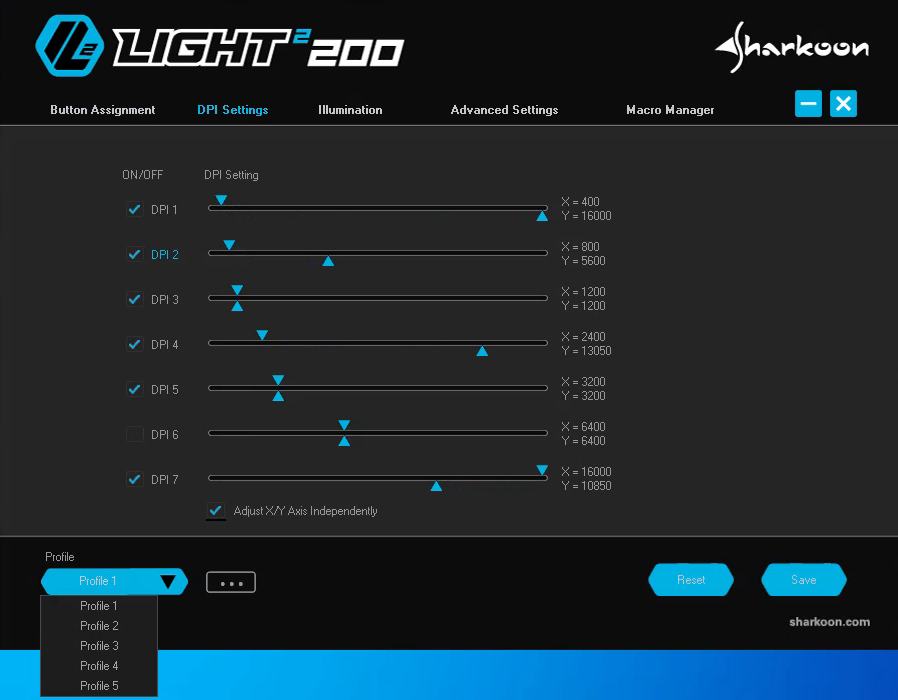 LIGHT² 200
Sharkoon
Button Assignment DPI Settings Illumination Advanced Settings Macro Manager
ON/OFF DPI Setting
DPI 1 X = 400
Y = 16000
DPI 2 X = 800
Y = 5600
DPI 3 X = 1200
Y = 1200
DPI 4 X = 2400
Y = 13050
DPI 5 X = 3200
Y = 3200
DPI 6 X = 6400
Y = 6400
DPI 7 X = 16000
Y = 10850
Adjust X/Y Axis Independently
Profile
Profile 1 ... Reset Save
Profile 1
Profile 2
Profile 3
Profile 4
Profile 5
sharkoon.com